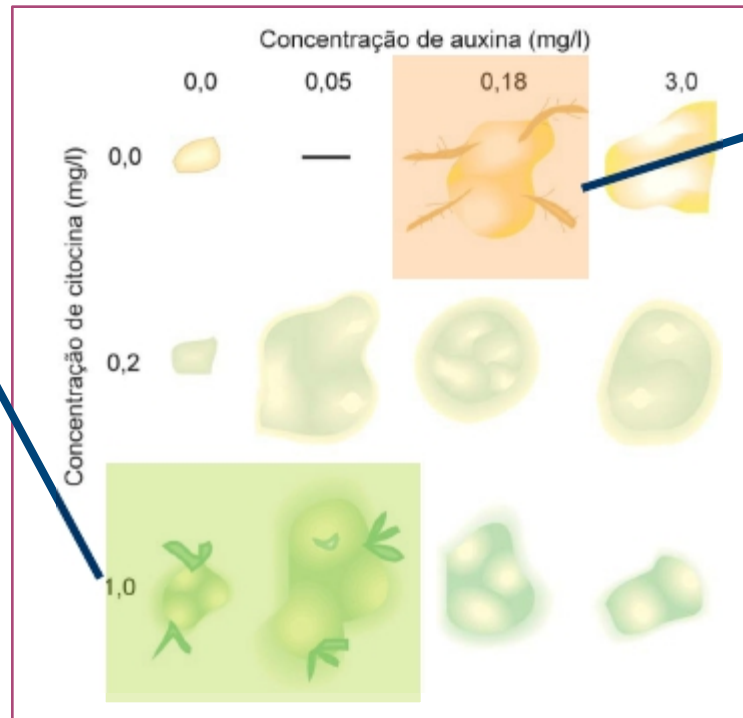 Concentração de auxina (mg/l)
0,0 0,05 0,18 3,0
Concentração de citocina (mg/l)
0,0
0,2
1,0